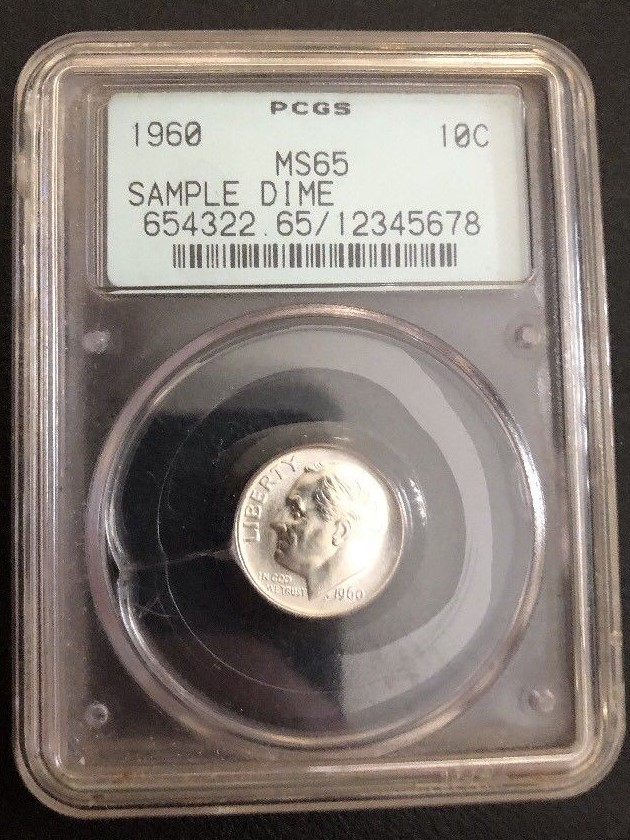 PCGS
1960 10C
MS65
SAMPLE DIME
654322.65/12345678
LIBERTY
IN GOD
WE TRUST
1960